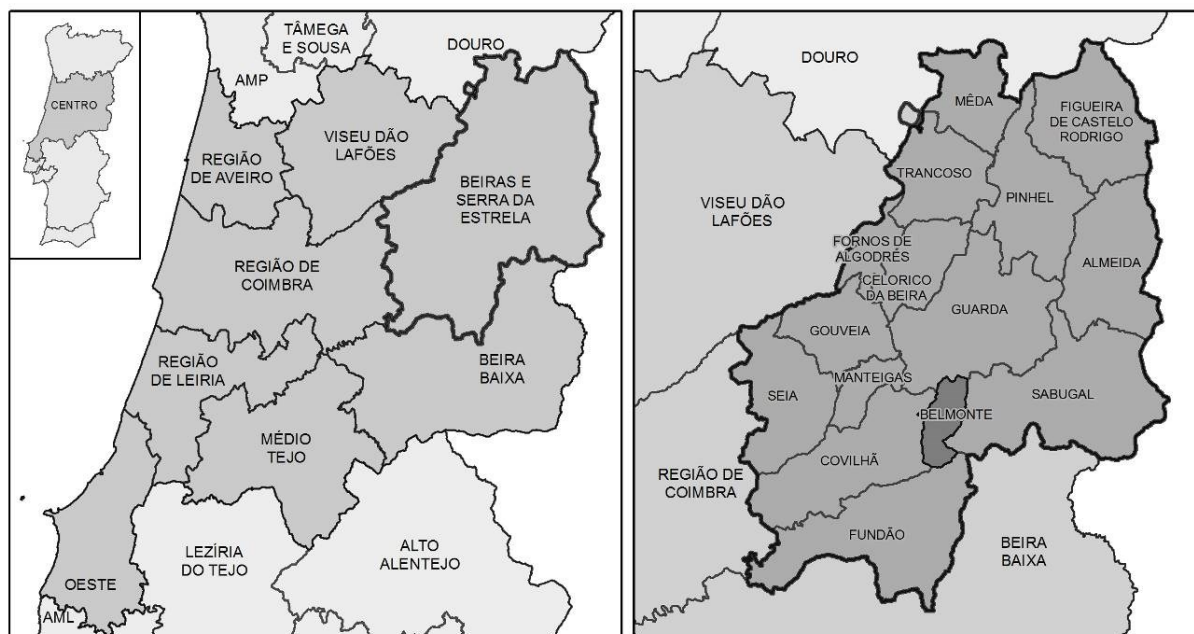 CENTRO
TÂMEGA
E SOUSA
DOURO
AMP
VISEU DÃO
LAFÕES
REGIÃO
DE AVEIRO
BEIRAS E
SERRA DA
ESTRELA
REGIÃO DE
COIMBRA
REGIÃO
DE LEIRIA
BEIRA
BAIXA
MÉDIO
TEJO
LEZÍRIA
DO TEJO
ALTO
ALENTEJO
OESTE
AML
DOURO
MÊDA
FIGUEIRA
DE CASTELO
RODRIGO
TRANCOSO
PINHEL
VISEU DÃO
LAFÕES
FORNOS DE
ALGODRÉS
ALMEIDA
CELORICO
DA BEIRA
GUARDA
GOUVEIA
MANTEIGAS
SEIA
SABUGAL
BELMONTE
COVILHÃ
REGIÃO DE
COIMBRA
FUNDÃO
BEIRA
BAIXA